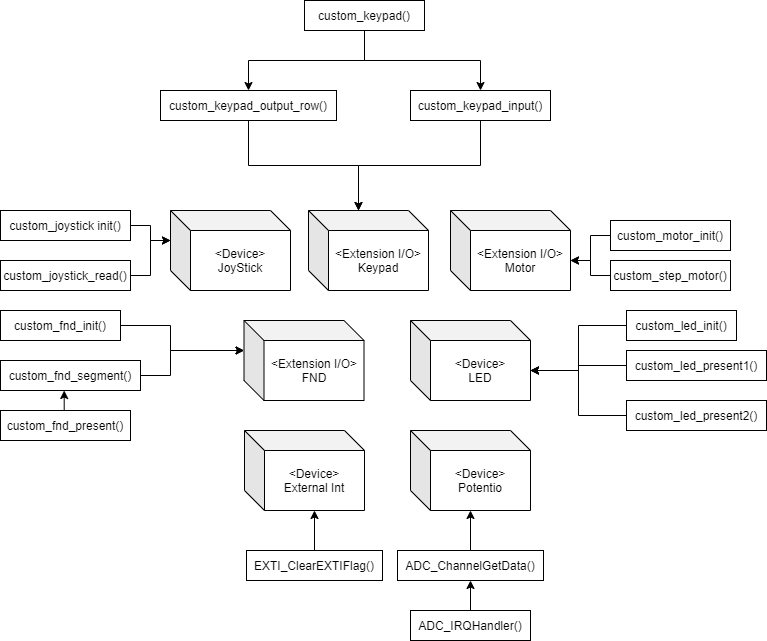 custom_keypad()
custom_keypad_output_row()
custom_keypad_input()
custom_joystick init()
custom_joystick_read()
<Device>
JoyStick
<Extension I/O>
Keypad
<Extension I/O>
Motor
custom_motor_init()
custom_step_motor()
custom_fnd_init()
custom_fnd_segment()
custom_fnd_present()
<Extension I/O>
FND
<Device>
LED
custom_led_init()
custom_led_present1()
custom_led_present2()
<Device>
External Int
<Device>
Potentio
EXTI_ClearEXTIFlag()
ADC_ChannelGetData()
ADC_IRQHandler()